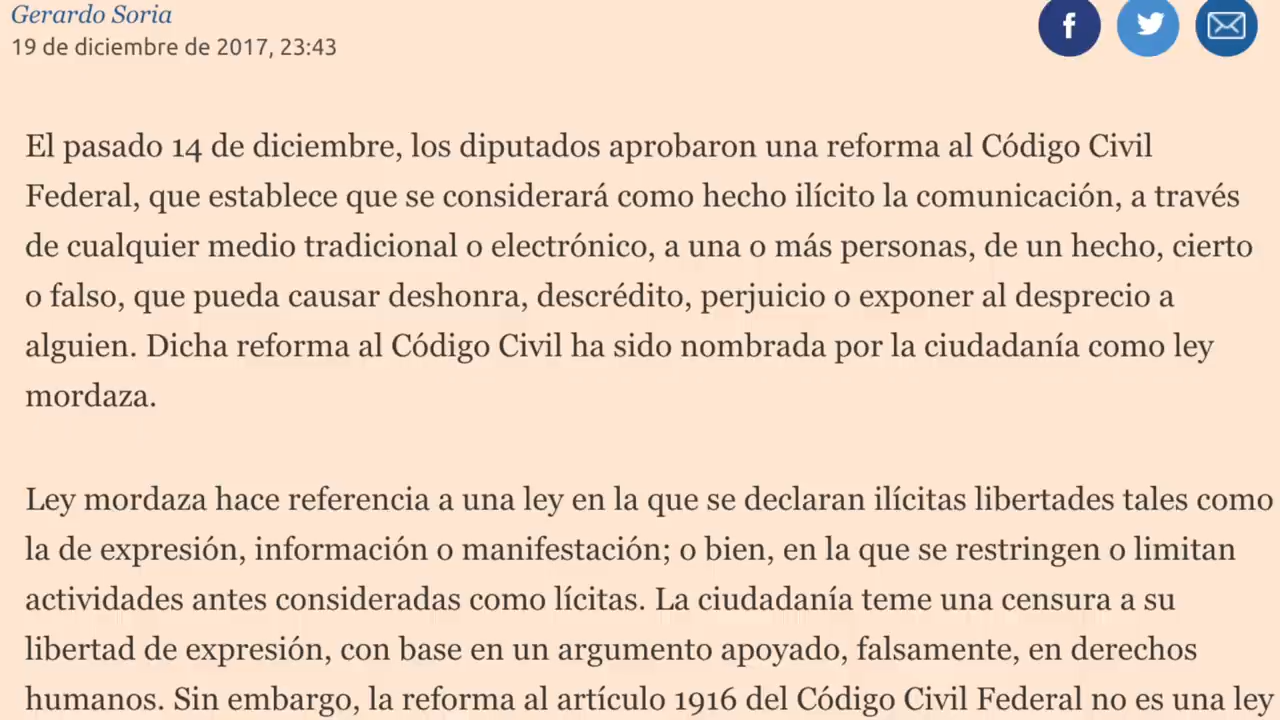 Gerardo Soria
19 de diciembre de 2017, 23:43
El pasado 14 de diciembre, los diputados aprobaron una reforma al Código Civil
Federal, que establece que se considerará como hecho ilícito la comunicación, a través
de cualquier medio tradicional o electrónico, a una o más personas, de un hecho, cierto
o falso, que pueda causar deshonra, descrédito, perjuicio o exponer al desprecio a
alguien. Dicha reforma al Código Civil ha sido nombrada por la ciudadanía como ley
mordaza.
Ley mordaza hace referencia a una ley en la que se declaran ilícitas libertades tales como
la de expresión, información o manifestación; o bien, en la que se restringen o limitan
actividades antes consideradas como lícitas. La ciudadanía teme una censura a su
libertad de expresión, con base en un argumento apoyado, falsamente, en derechos
humanos. Sin embargo, la reforma al artículo 1916 del Código Civil Federal no es una ley